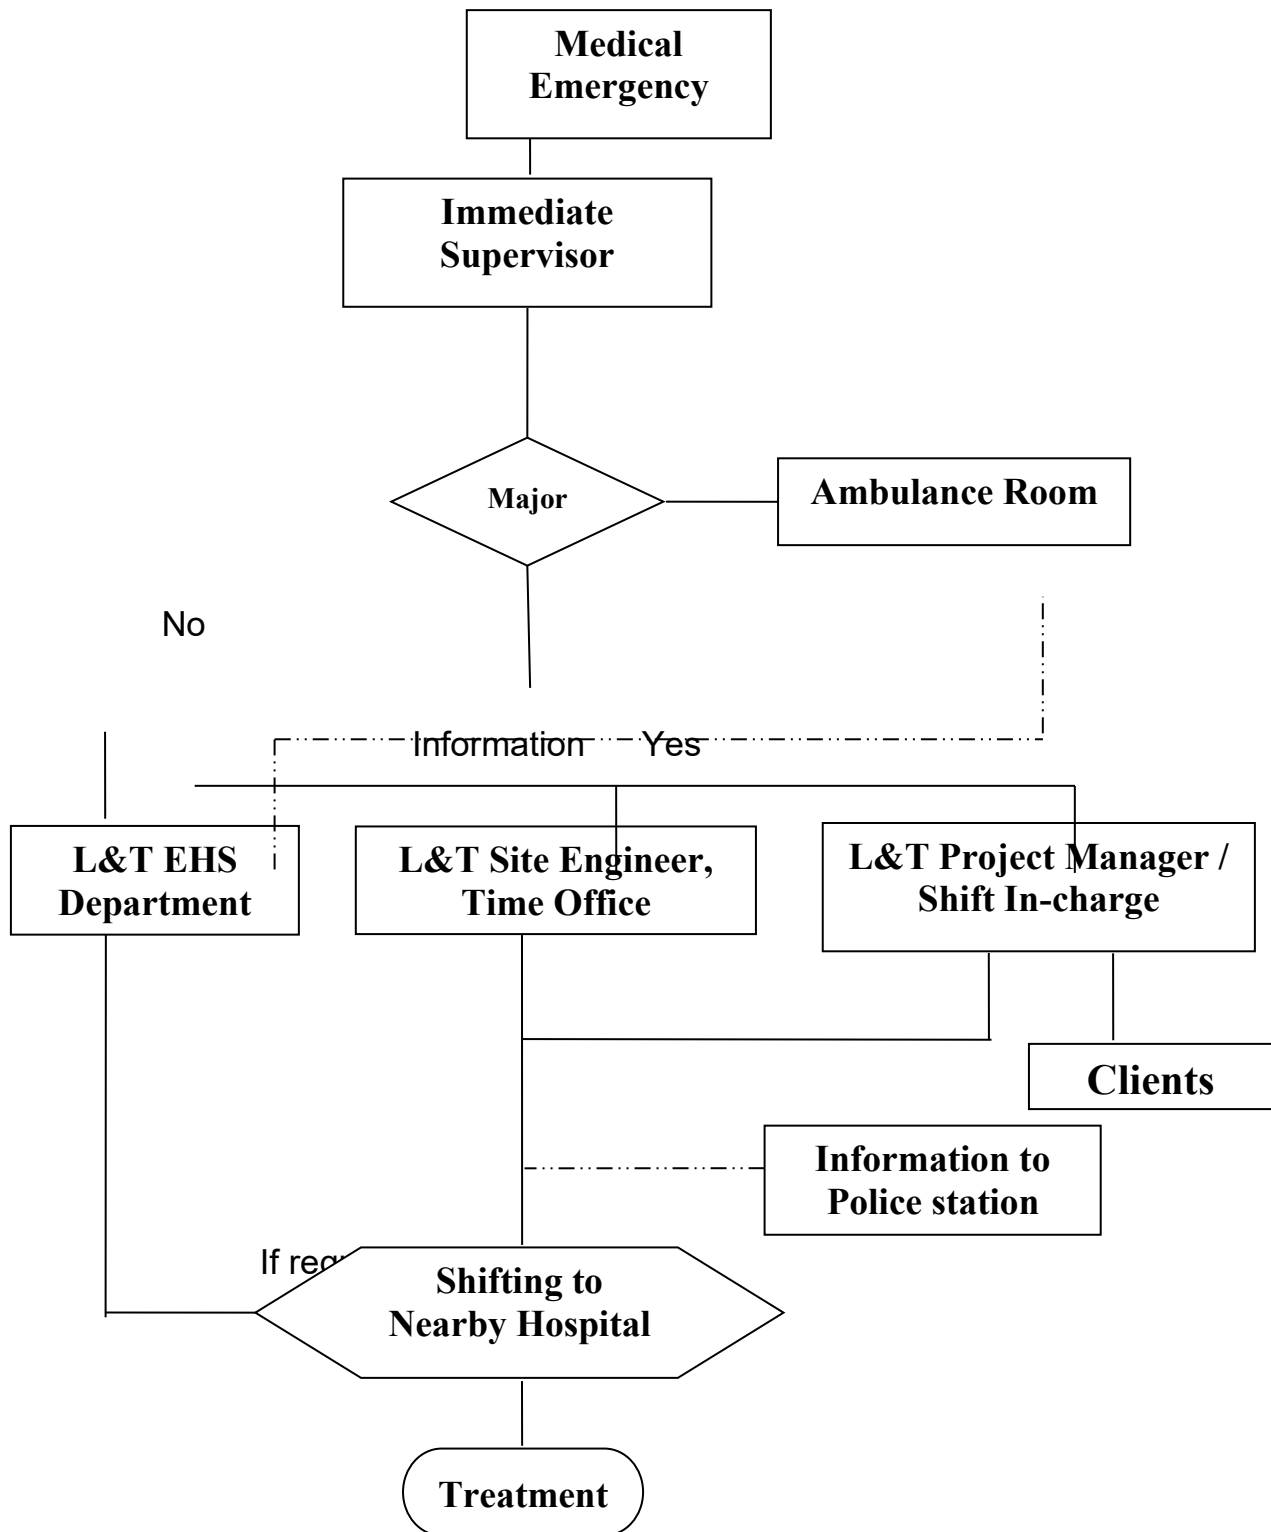 Medical
Emergency
Immediate
Supervisor
Major
Ambulance Room
No
Information Yes
L&T EHS
Department
L&T Site Engineer,
Time Office
L&T Project Manager /
Shift In-charge
Clients
Information to
Police station
If
Shifting to
Nearby Hospital
Treatment